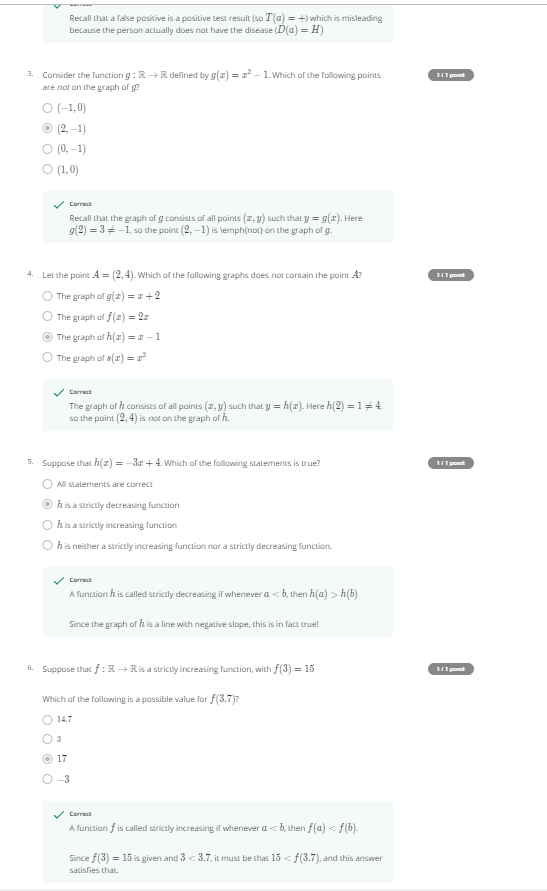 Correct
Recall that a false positive is a positive test result (so T(a) = +) which is misleading
because the person actually does not have the disease (D(a) = H)
3. Consider the function g : ℝ → ℝ defined by g(x) = x² − 1. Which of the following points
are not on the graph of g?
1 / 1 point
(−1, 0)
(2, −1)
(0, −1)
(1, 0)
Correct
Recall that the graph of g consists of all points (x, y) such that y = g(x). Here
g(2) = 3 ≠ −1, so the point (2, −1) is \emph{not} on the graph of g.
4. Let the point A = (2, 4). Which of the following graphs does not contain the point A?
1 / 1 point
The graph of g(x) = x + 2
The graph of f(x) = 2x
The graph of h(x) = x − 1
The graph of s(x) = x²
Correct
The graph of h consists of all points (x, y) such that y = h(x). Here h(2) = 1 ≠ 4,
so the point (2, 4) is not on the graph of h.
5. Suppose that h(x) = −3x + 4. Which of the following statements is true?
1 / 1 point
All statements are correct
h is a strictly decreasing function
h is a strictly increasing function
h is neither a strictly increasing function nor a strictly decreasing function.
Correct
A function h is called strictly decreasing if whenever a < b, then h(a) > h(b)
Since the graph of h is a line with negative slope, this is in fact true!
6. Suppose that f : ℝ → ℝ is a strictly increasing function, with f(3) = 15
1 / 1 point
Which of the following is a possible value for f(3.7)?
14.7
3
17
−3
Correct
A function f is called strictly increasing if whenever a < b, then f(a) < f(b).
Since f(3) = 15 is given and 3 < 3.7, it must be that 15 < f(3.7), and this answer
satisfies that.